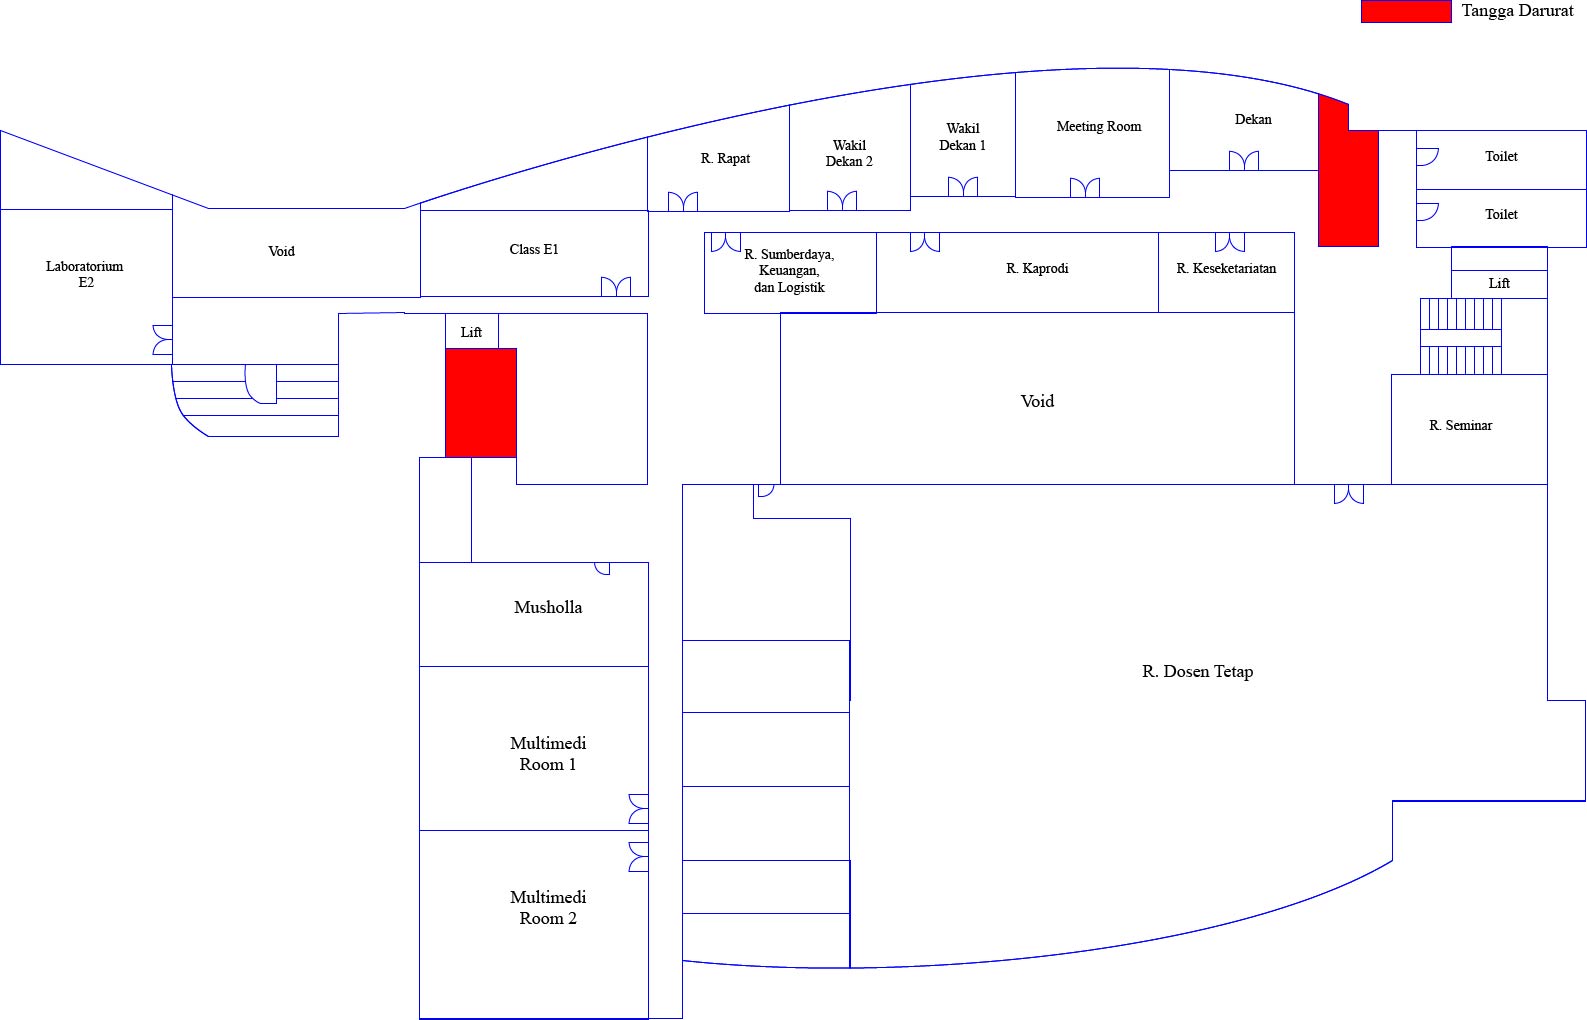 Tangga Darurat
Dekan
Meeting Room
Wakil
Dekan 1
Wakil
Dekan 2
R. Rapat
Toilet
Toilet
Void
Class E1
Laboratorium
E2
R. Sumberdaya,
Keuangan,
dan Logistik
R. Kaprodi
R. Keseketariatan
Lift
Lift
Void
R. Seminar
Musholla
R. Dosen Tetap
Multimedi
Room 1
Multimedi
Room 2